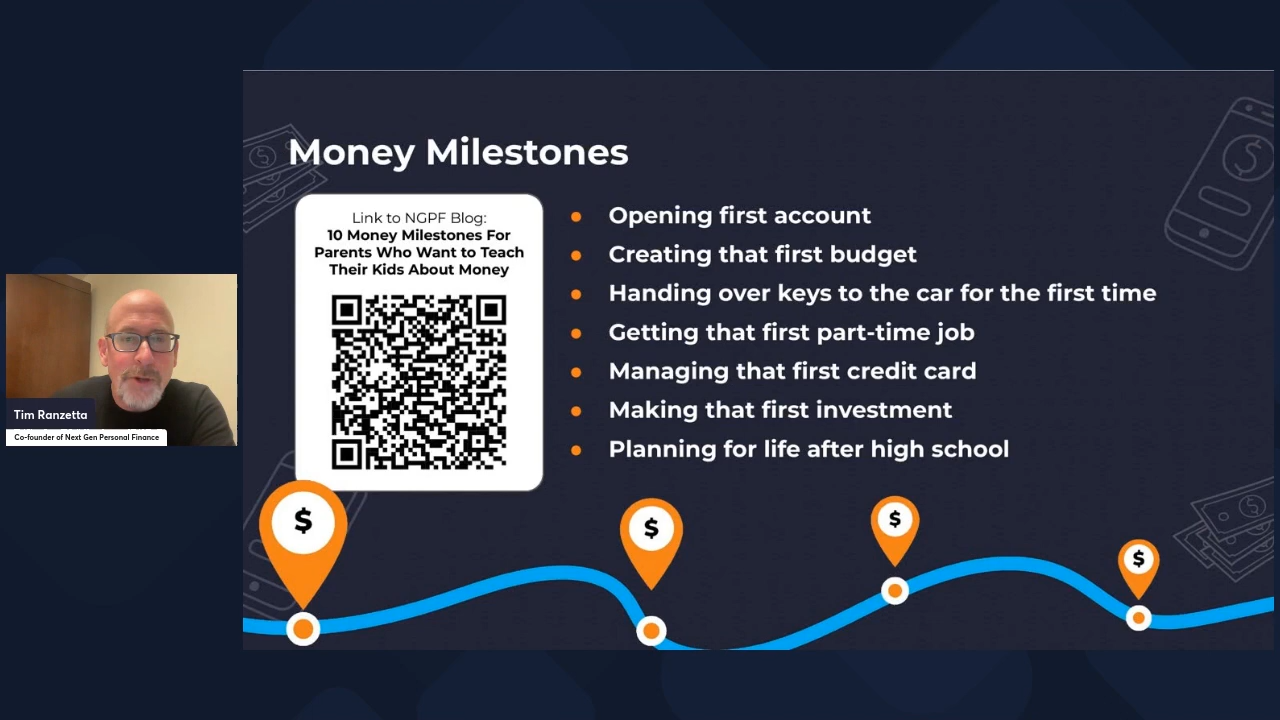 Money Milestones
Link to NGPF Blog:
10 Money Milestones For
Parents Who Want to Teach
Their Kids About Money
Opening first account
Creating that first budget
Handing over keys to the car for the first time
Getting that first part-time job
Managing that first credit card
Making that first investment
Planning for life after high school
Tim Ranzetta
Co-founder of Next Gen Personal Finance
$
$
$
$